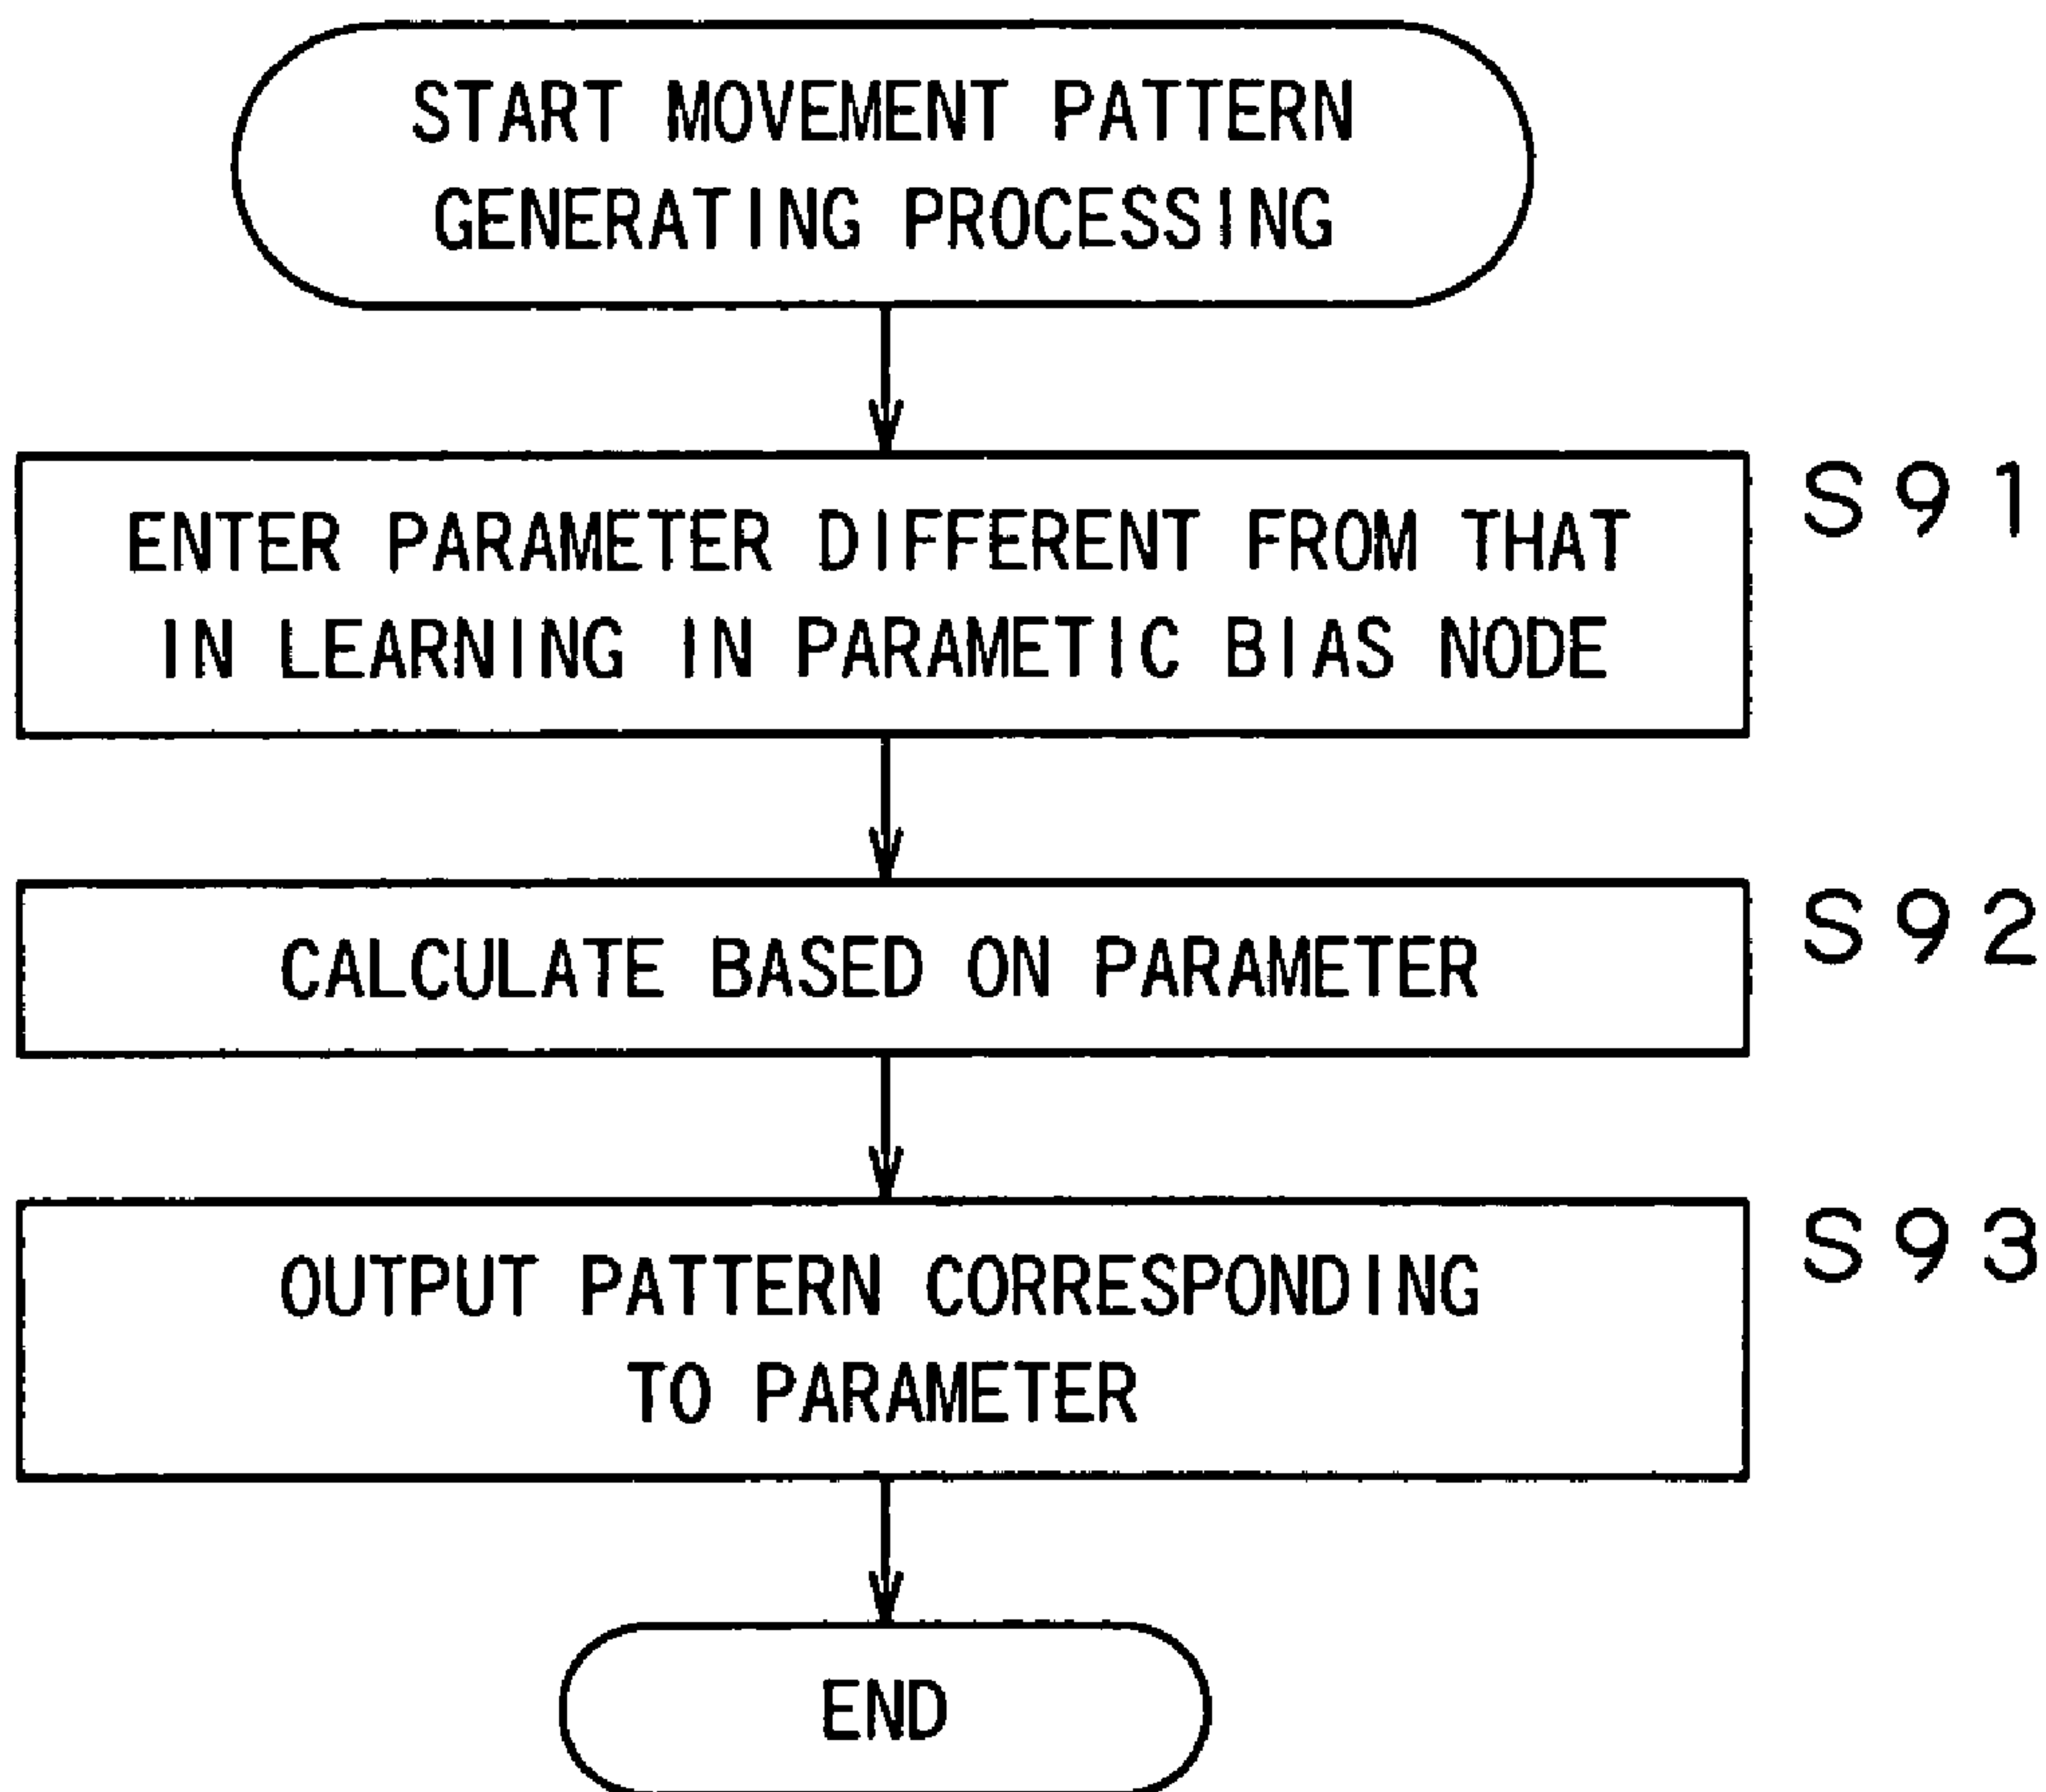 START MOVEMENT PATTERN
GENERATING PROCESSING
S91
ENTER PARAMETER DIFFERENT FROM THAT
IN LEARNING IN PARAMETIC BIAS NODE
S92
CALCULATE BASED ON PARAMETER
S93
OUTPUT PATTERN CORRESPONDING
TO PARAMETER
END